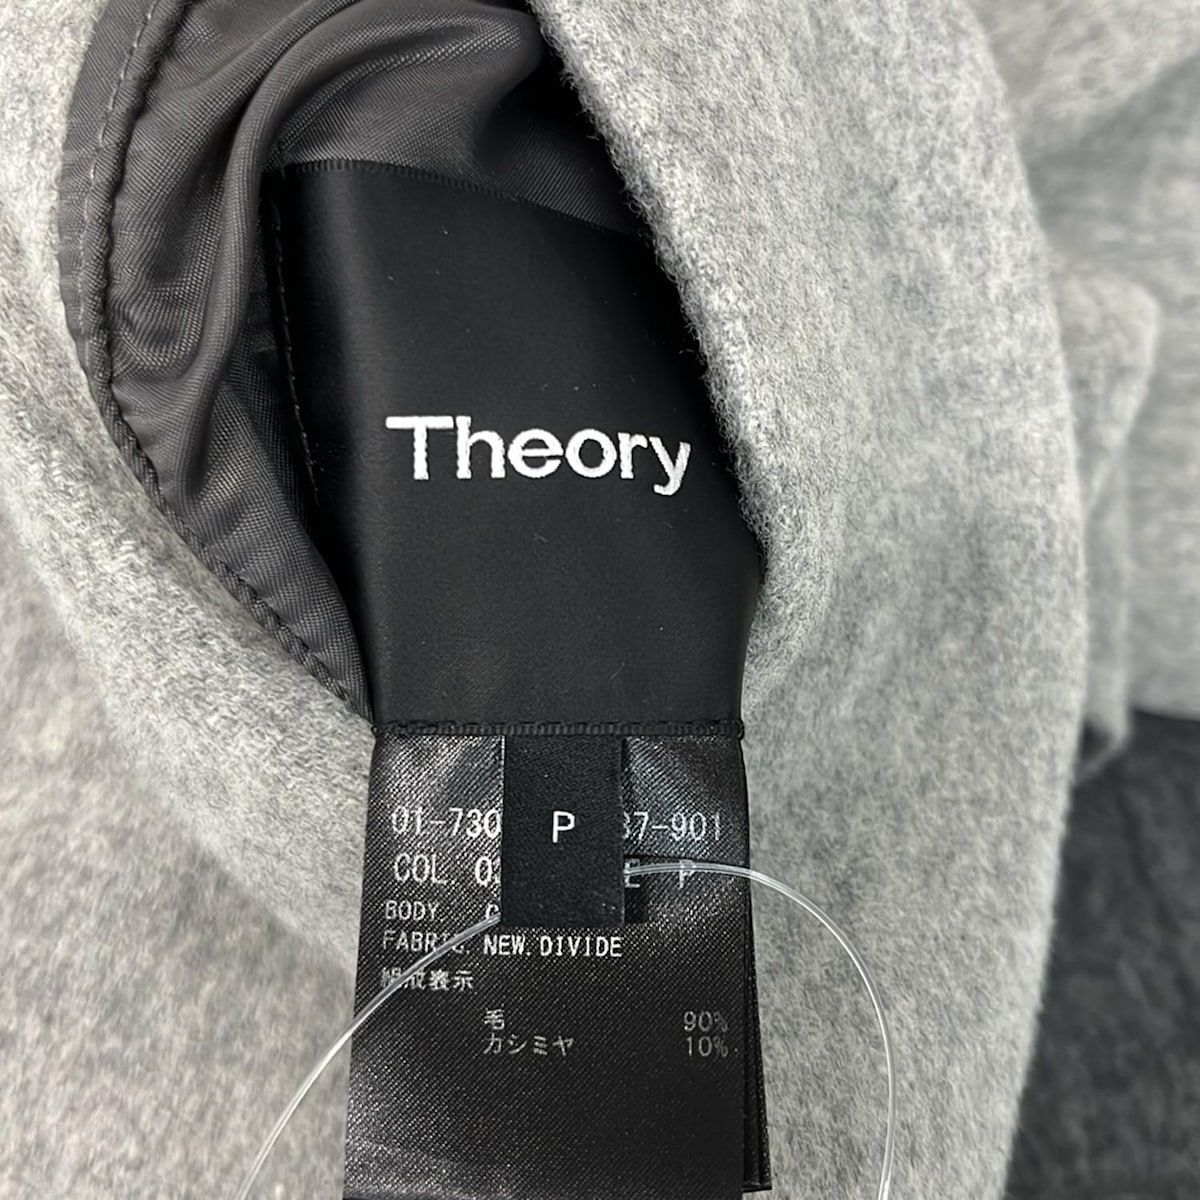 Theory
P
01-730 37-901
COL. 03 E P
BODY. C
FABRIC. NEW.DIVIDE
組成表示
毛 90%
カシミヤ 10%